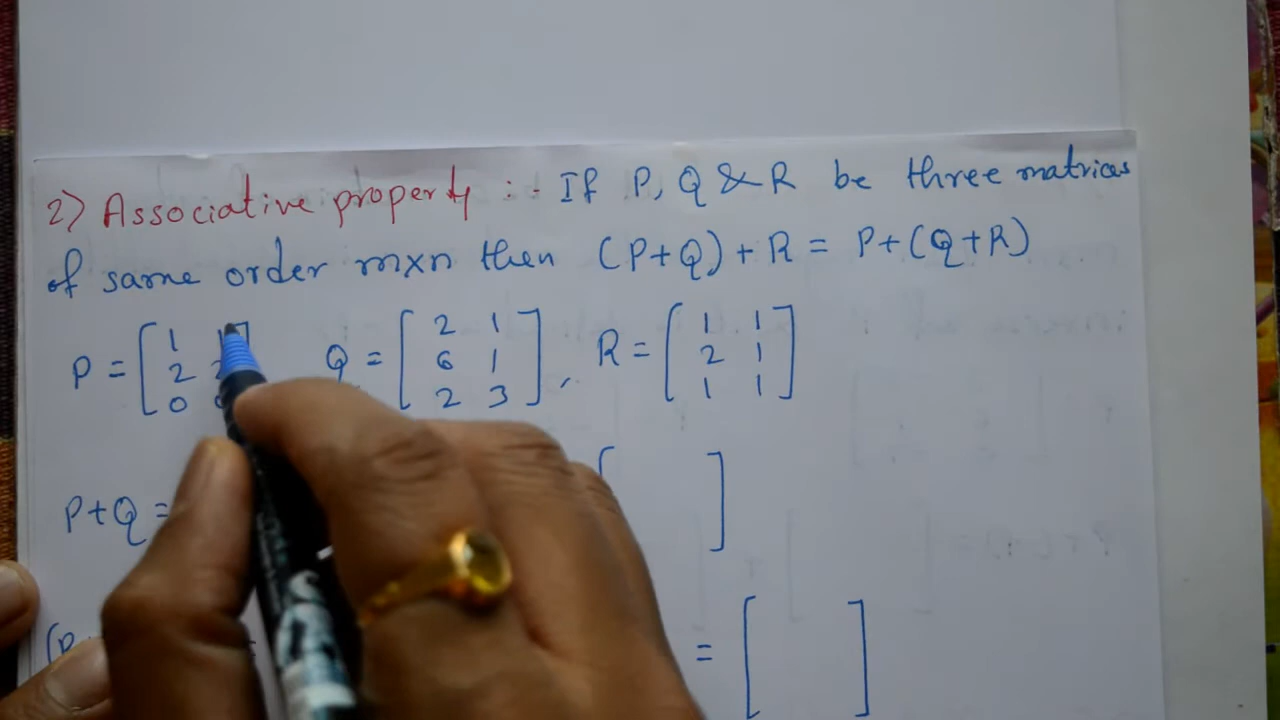 2) Associative property :- If P, Q & R be three matrices
of same order m×n then (P+Q) + R = P+(Q+R)
P = [ 1 1 ] Q = [ 2 1 ] , R = [ 1 1 ]
2 6 1 2 1
0 2 3 1 1
P+Q = [ ]
= [ ]